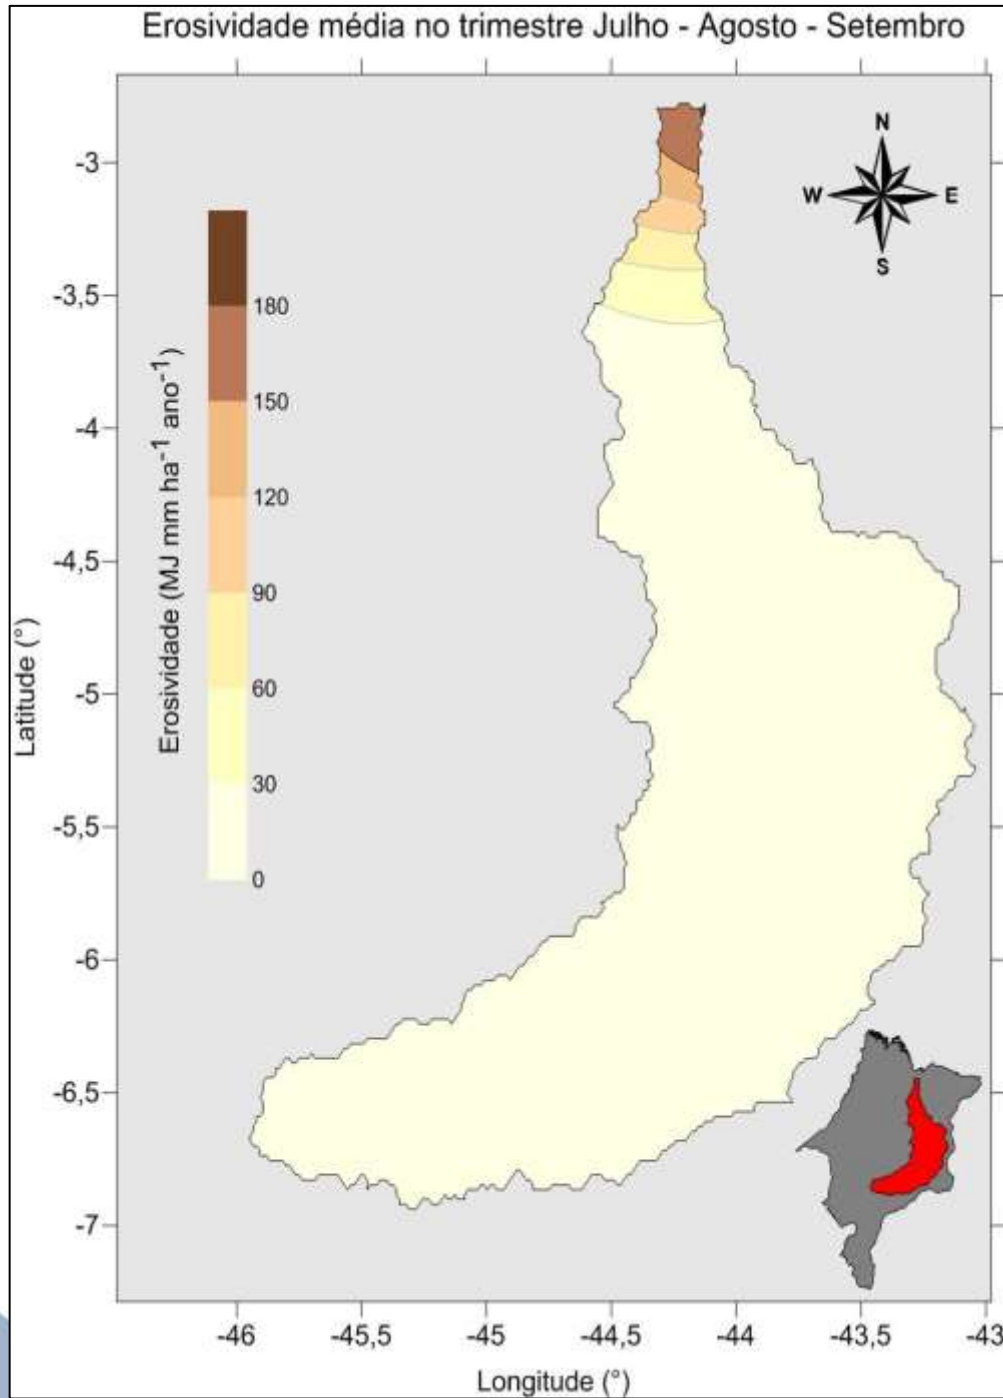 Erosividade média no trimestre Julho - Agosto - Setembro
N
W
E
S
-3
-3,5
-4
-4,5
-5
-5,5
-6
-6,5
-7
Latitude (°)
Erosividade (MJ mm ha⁻¹ ano⁻¹)
180
150
120
90
60
30
0
-46
-45,5
-45
-44,5
-44
-43,5
-43
Longitude (°)